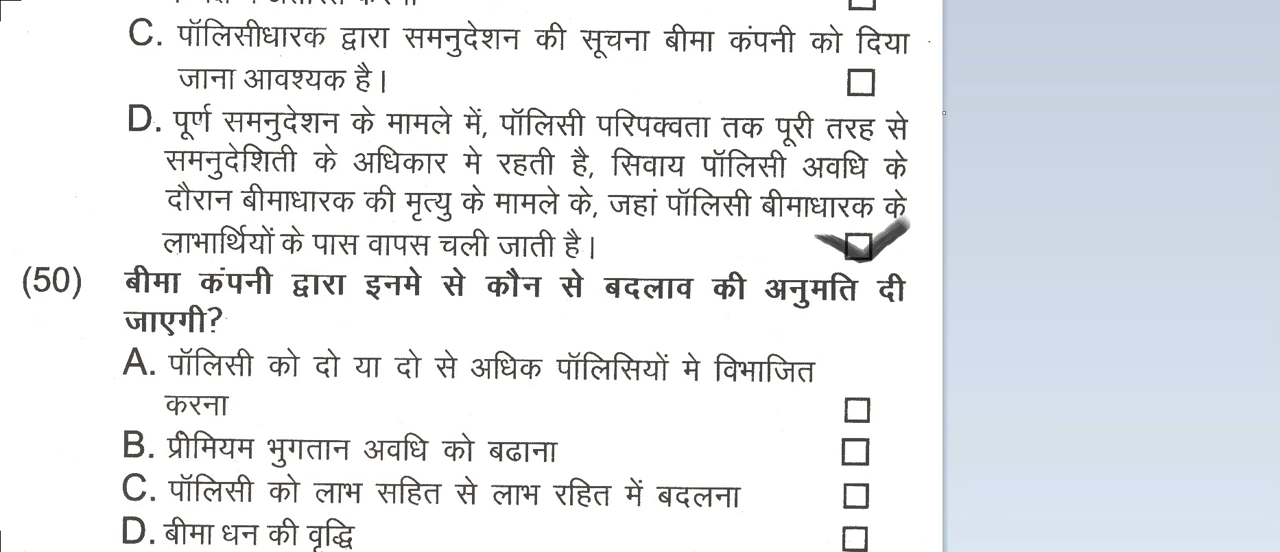 C. पॉलिसीधारक द्वारा समनुदेशन की सूचना बीमा कंपनी को दिया
जाना आवश्यक है।
D. पूर्ण समनुदेशन के मामले में, पॉलिसी परिपक्वता तक पूरी तरह से
समनुदेशिती के अधिकार मे रहती है, सिवाय पॉलिसी अवधि के
दौरान बीमाधारक की मृत्यु के मामले के, जहां पॉलिसी बीमाधारक के
लाभार्थियों के पास वापस चली जाती है।
(50) बीमा कंपनी द्वारा इनमे से कौन से बदलाव की अनुमति दी
जाएगी?
A. पॉलिसी को दो या दो से अधिक पॉलिसियों मे विभाजित
करना
B. प्रीमियम भुगतान अवधि को बढाना
C. पॉलिसी को लाभ सहित से लाभ रहित में बदलना
D. बीमा धन की वृद्धि